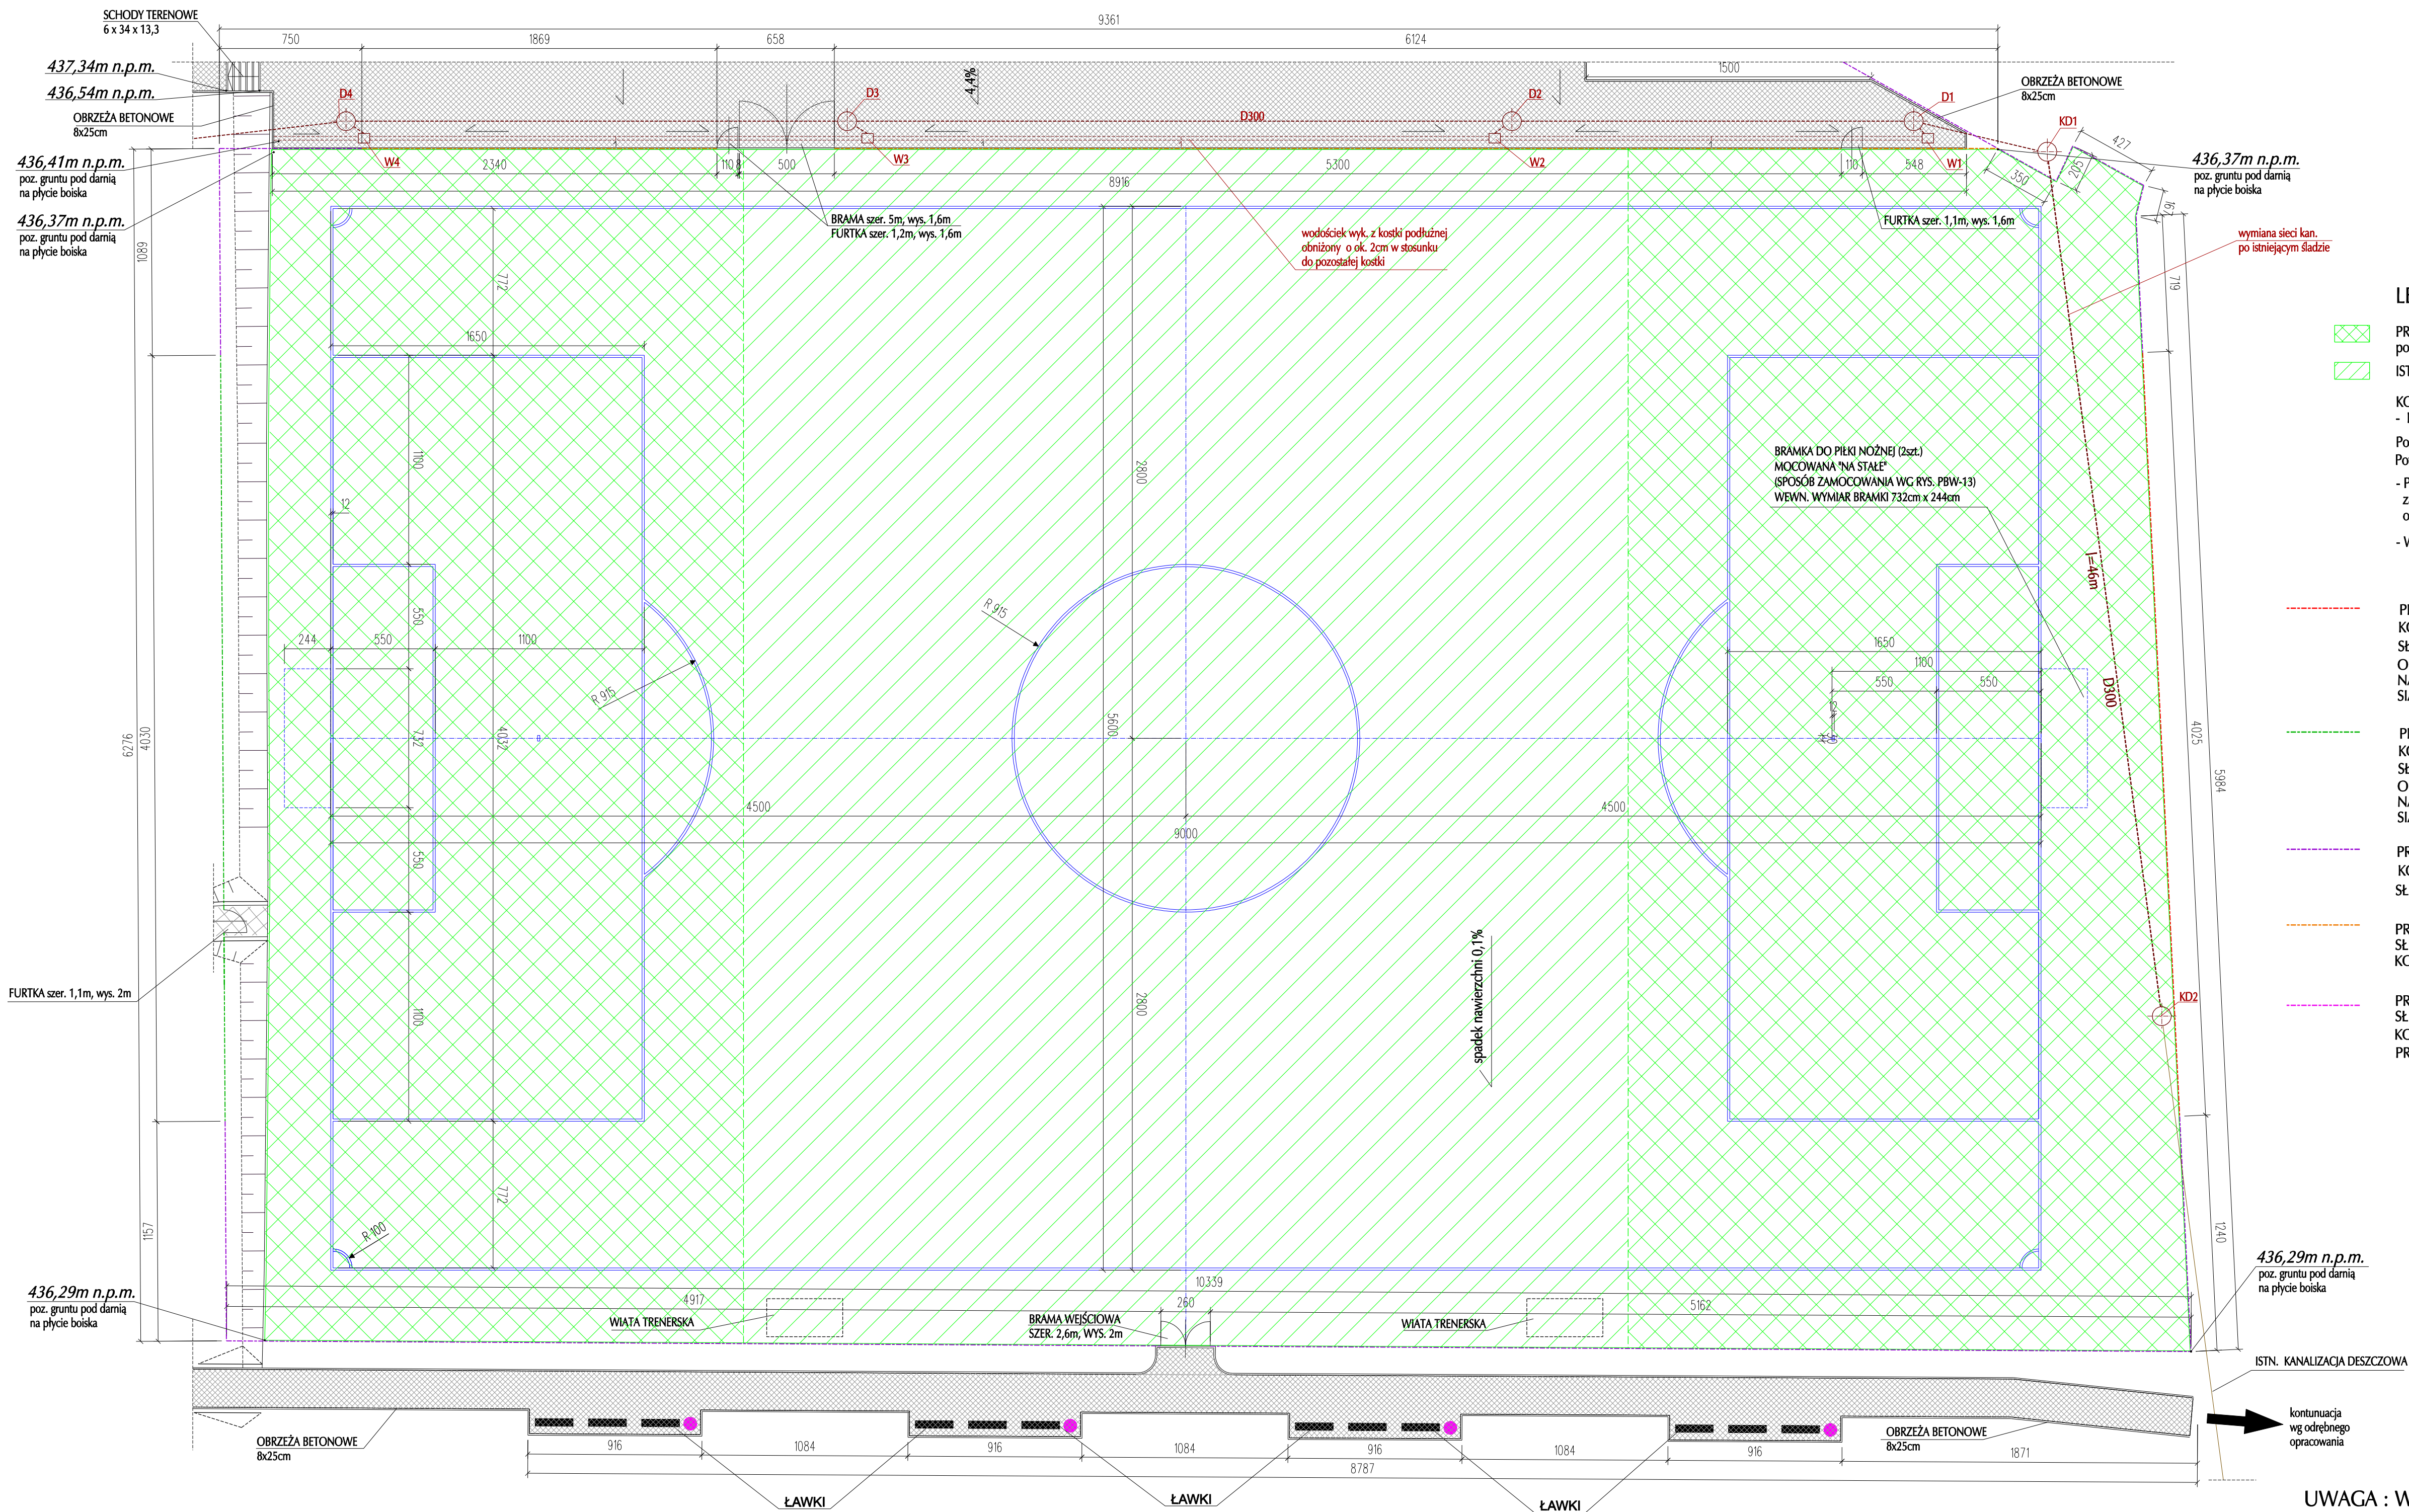 SCHODY TERENOWE
6 x 34 x 13,3
9361
750
1869
658
6124
437,34m n.p.m.
436,54m n.p.m.
OBRZEŻA BETONOWE
8x25cm
436,41m n.p.m.
poz. gruntu pod darnią
na płycie boiska
436,37m n.p.m.
poz. gruntu pod darnią
na płycie boiska
D4
W4
D3
W3
4,4%
D300
D2
W2
1500
D1
W1
OBRZEŻA BETONOWE
8x25cm
KD1
427
205
350
162
436,37m n.p.m.
poz. gruntu pod darnią
na płycie boiska
2340
110
8
500
5300
110
548
8916
BRAMA szer. 5m, wys. 1,6m
FURTKA szer. 1,2m, wys. 1,6m
wodościek wyk. z kostki podłużnej
obniżony o ok. 2cm w stosunku
do pozostałej kostki
FURTKA szer. 1,1m, wys. 1,6m
wymiana sieci kan.
po istniejącym śladzie
1089
772
719
1650
1100
12
2800
BRAMKA DO PIŁKI NOŻNEJ (2szt.)
MOCOWANA "NA STAŁE"
(SPOSÓB ZAMOCOWANIA WG RYS. PBW-13)
WEWN. WYMIAR BRAMKI 732cm x 244cm
l=46m
D300
R 915
550
244
550
1100
R 915
1650
1100
550
550
12
30
6276
4030
732
4032
5600
4025
5984
4500
4500
9000
550
spadek nawierzchni 0,1%
FURTKA szer. 1,1m, wys. 2m
1100
2800
KD2
1157
772
R 100
1240
436,29m n.p.m.
poz. gruntu pod darnią
na płycie boiska
436,29m n.p.m.
poz. gruntu pod darnią
na płycie boiska
10339
4917
260
5162
WIATA TRENERSKA
BRAMA WEJŚCIOWA
SZER. 2,6m, WYS. 2m
WIATA TRENERSKA
ISTN. KANALIZACJA DESZCZOWA
kontunuacja
wg odrębnego
opracowania
OBRZEŻA BETONOWE
8x25cm
OBRZEŻA BETONOWE
8x25cm
916
1084
916
1084
916
1084
916
1871
8787
ŁAWKI
ŁAWKI
ŁAWKI
UWAGA : W